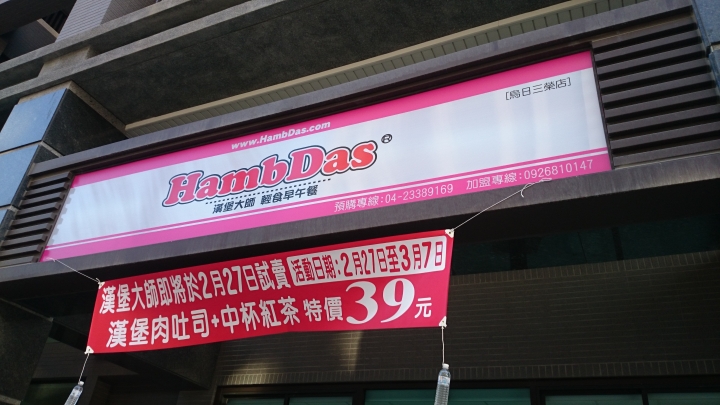 [烏日三榮店]
www.HambDas.com
HambDas®
漢堡大師 輕食早午餐
預購專線:04-23389169 加盟專線:0926810147
漢堡大師即將於2月27日試賣 活動日期:2月27日至3月7日
漢堡肉吐司+中杯紅茶 特價39元